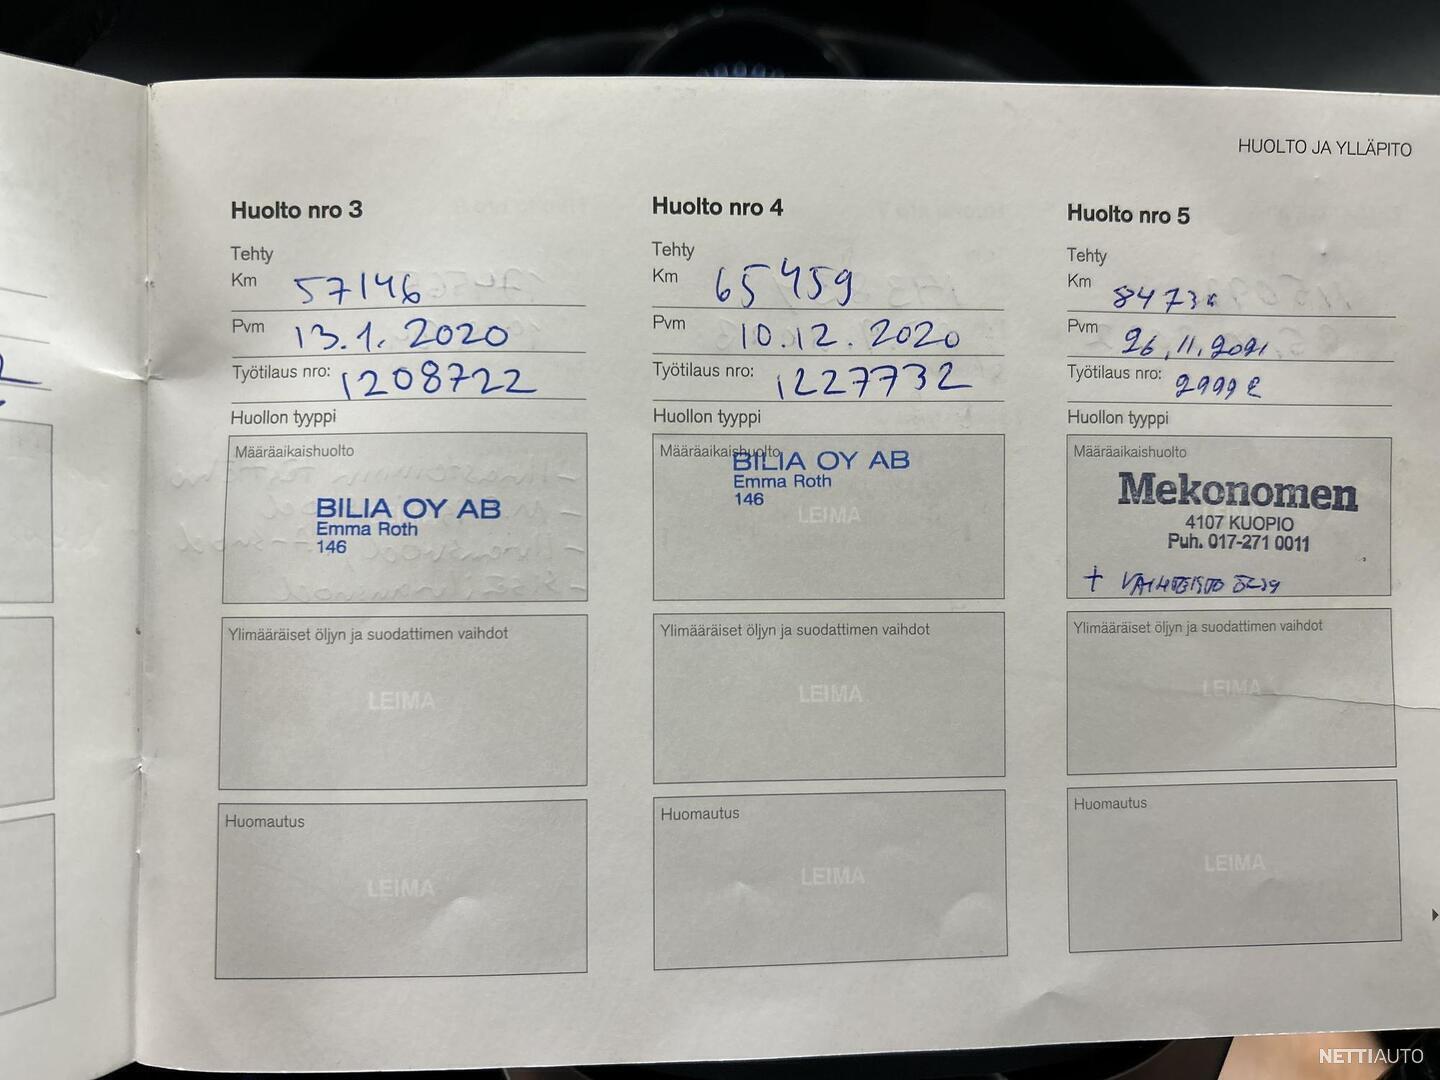 HUOLTO JA YLLÄPITO
Huolto nro 3
Tehty
Km 57146
Pvm 13.1.2020
Työtilaus nro: 1208722
Huollon tyyppi
Määräaikaishuolto
BILIA OY AB
Emma Roth
146
Ylimääräiset öljyn ja suodattimen vaihdot
LEIMA
Huomautus
LEIMA
Huolto nro 4
Tehty
Km 65459
Pvm 10.12.2020
Työtilaus nro: 1227732
Huollon tyyppi
Määräaikaishuolto
BILIA OY AB
Emma Roth
146
LEIMA
Ylimääräiset öljyn ja suodattimen vaihdot
LEIMA
Huomautus
LEIMA
Huolto nro 5
Tehty
Km
Pvm 26.11.2021
Työtilaus nro:
Huollon tyyppi
Määräaikaishuolto
Mekonomen
4107 KUOPIO
Puh. 017-271 0011
+ VAIHTEISTO ÖLJY
Ylimääräiset öljyn ja suodattimen vaihdot
LEIMA
Huomautus
LEIMA
NETTIAUTO